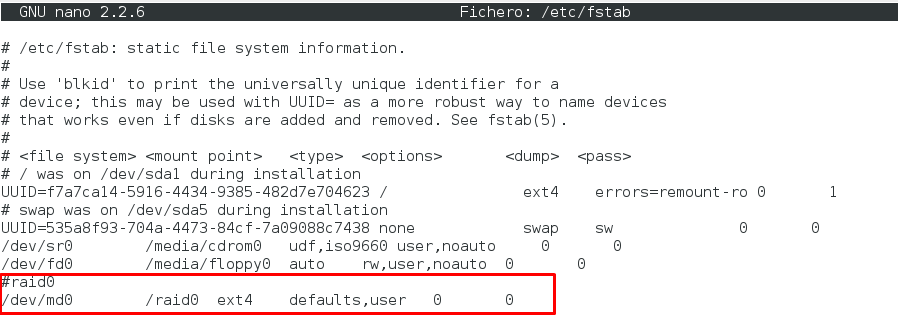 GNU nano 2.2.6 Fichero: /etc/fstab
# /etc/fstab: static file system information.
#
# Use 'blkid' to print the universally unique identifier for a
# device; this may be used with UUID= as a more robust way to name devices
# that works even if disks are added and removed. See fstab(5).
#
# <file system> <mount point> <type> <options> <dump> <pass>
# / was on /dev/sda1 during installation
UUID=f7a7ca14-5916-4434-9385-482d7e704623 / ext4 errors=remount-ro 0 1
# swap was on /dev/sda5 during installation
UUID=535a8f93-704a-4473-84cf-7a09088c7438 none swap sw 0 0
/dev/sr0 /media/cdrom0 udf,iso9660 user,noauto 0 0
/dev/fd0 /media/floppy0 auto rw,user,noauto 0 0
#raid0
/dev/md0 /raid0 ext4 defaults,user 0 0